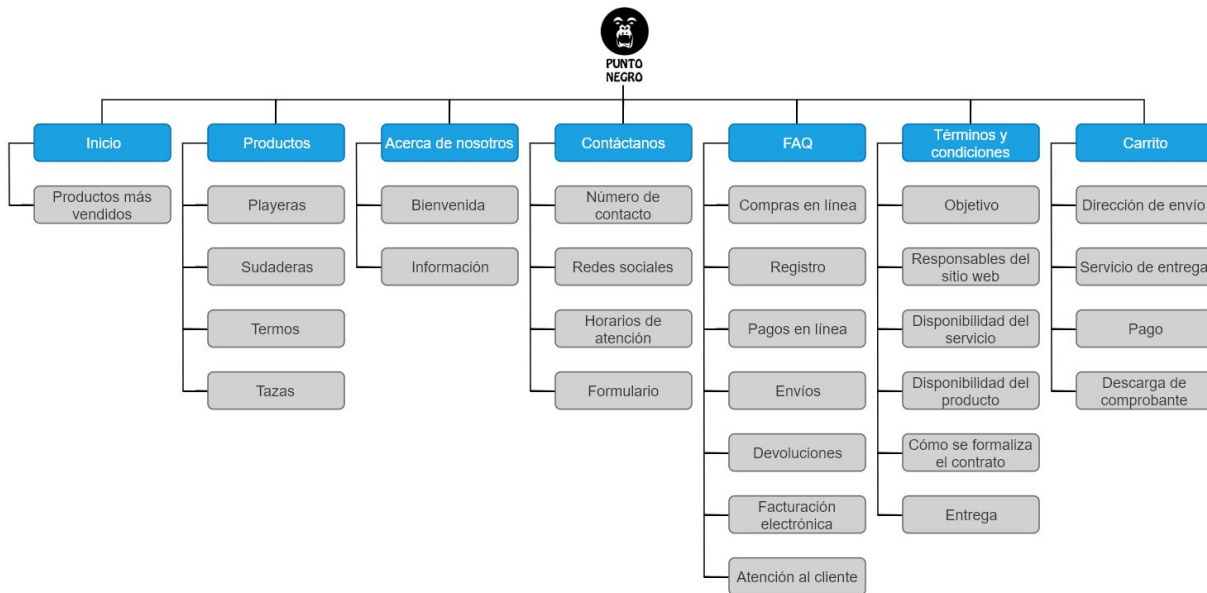 PUNTO
NEGRO
Inicio
Productos
Acerca de nosotros
Contáctanos
FAQ
Términos y
condiciones
Carrito
Productos más
vendidos
Playeras
Sudaderas
Termos
Tazas
Bienvenida
Información
Número de
contacto
Redes sociales
Horarios de
atención
Formulario
Compras en línea
Registro
Pagos en línea
Envíos
Devoluciones
Facturación
electrónica
Atención al cliente
Objetivo
Responsables del
sitio web
Disponibilidad del
servicio
Disponibilidad del
producto
Cómo se formaliza
el contrato
Entrega
Dirección de envío
Servicio de entrega
Pago
Descarga de
comprobante